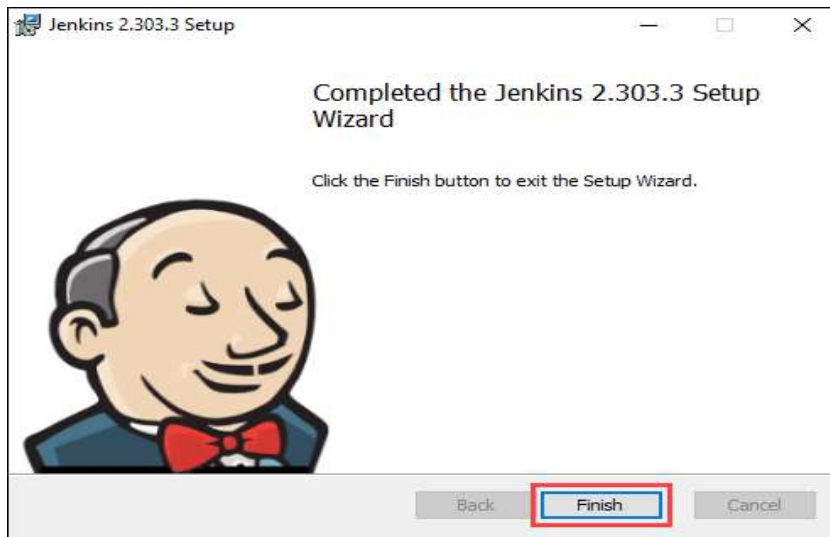 Jenkins 2.303.3 Setup
Completed the Jenkins 2.303.3 Setup
Wizard
Click the Finish button to exit the Setup Wizard.
Back Finish Cancel